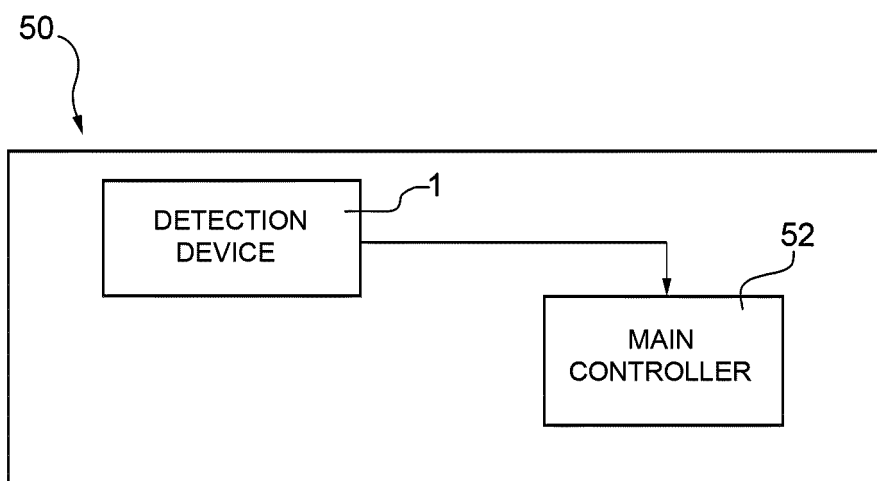 50
1
DETECTION
DEVICE
52
MAIN
CONTROLLER